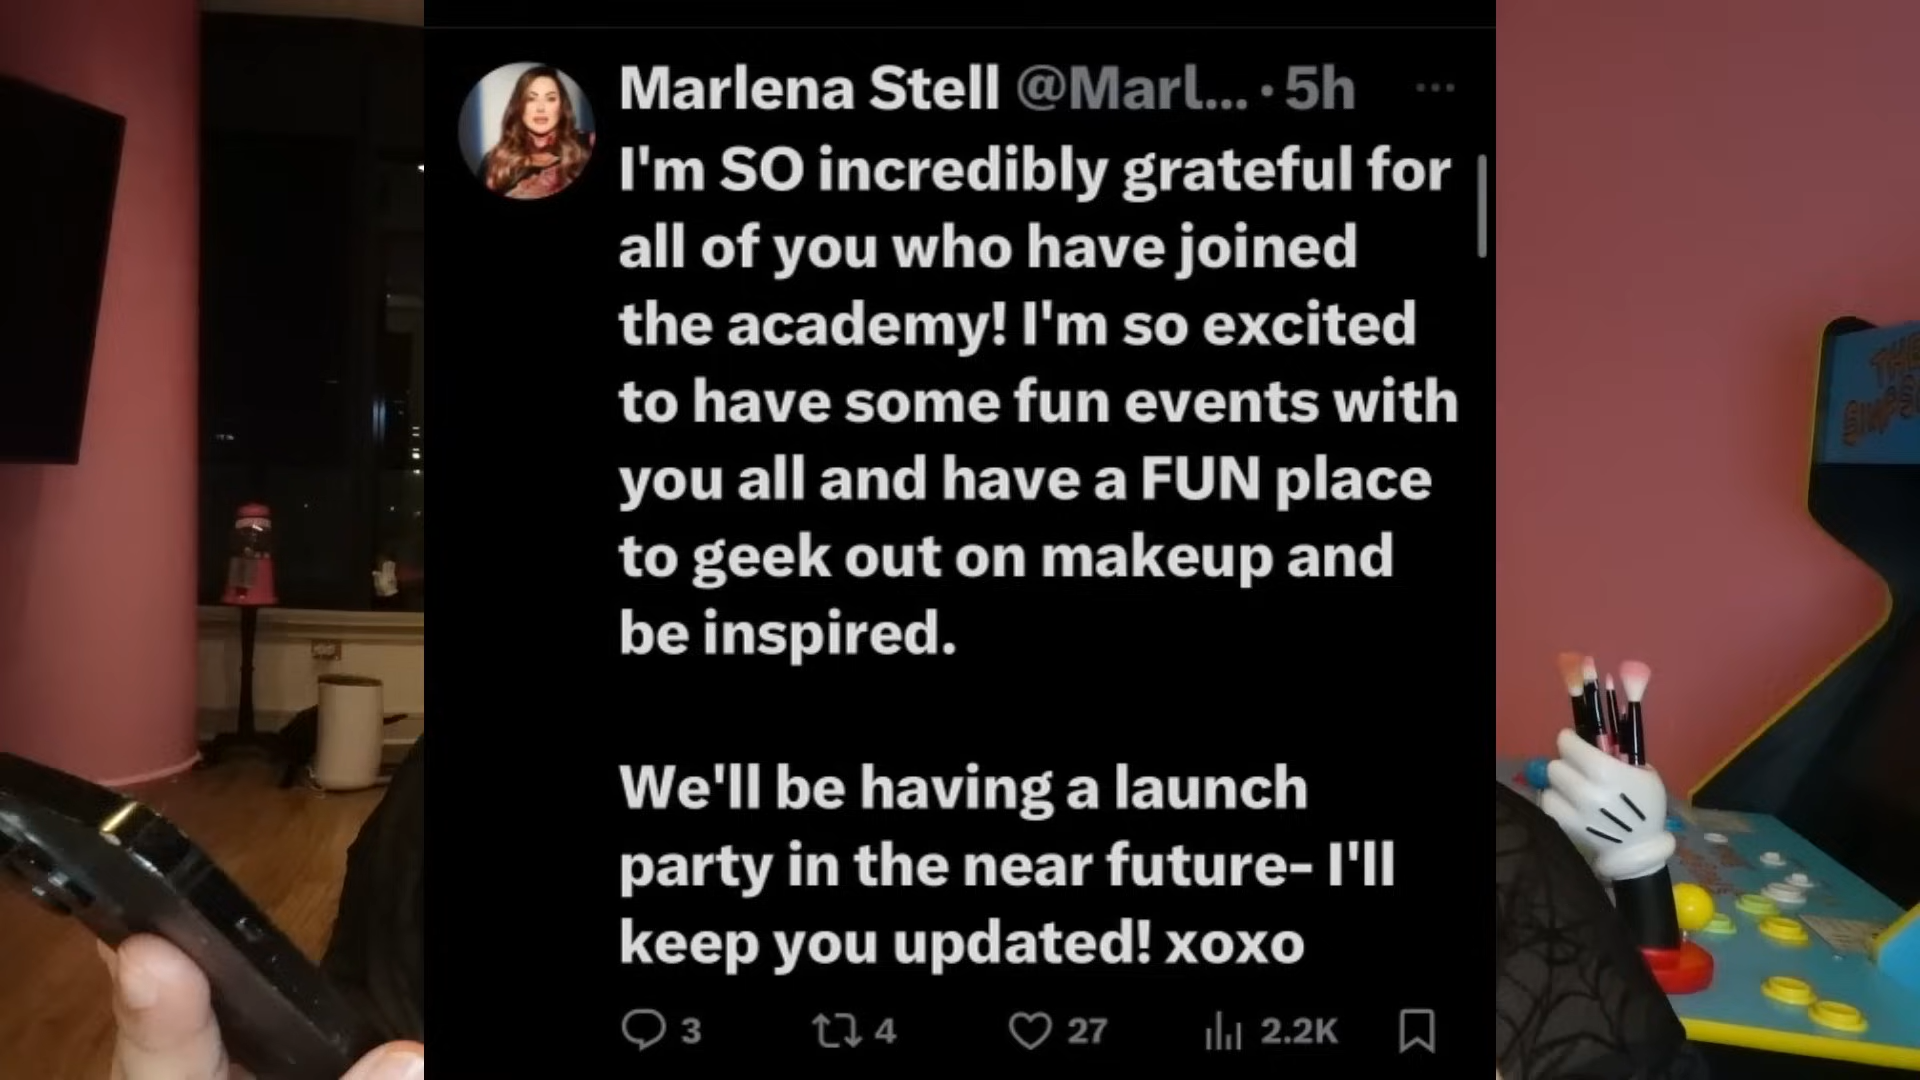 Marlena Stell @Marl... · 5h
I'm SO incredibly grateful for
all of you who have joined
the academy! I'm so excited
to have some fun events with
you all and have a FUN place
to geek out on makeup and
be inspired.
We'll be having a launch
party in the near future- I'll
keep you updated! xoxo
3 4 27 2.2K
THE